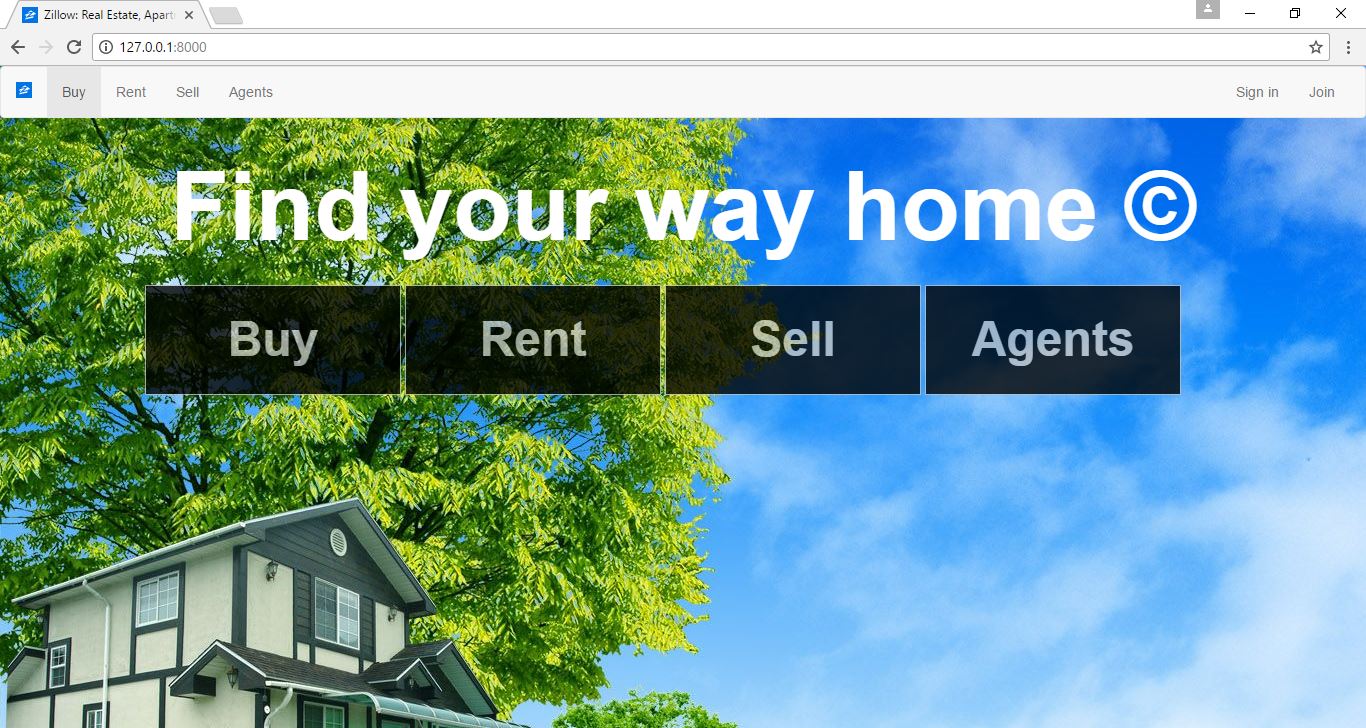 Zillow: Real Estate, Apart
127.0.0.1:8000
Buy Rent Sell Agents Sign in Join
Find your way home ©
Buy Rent Sell Agents